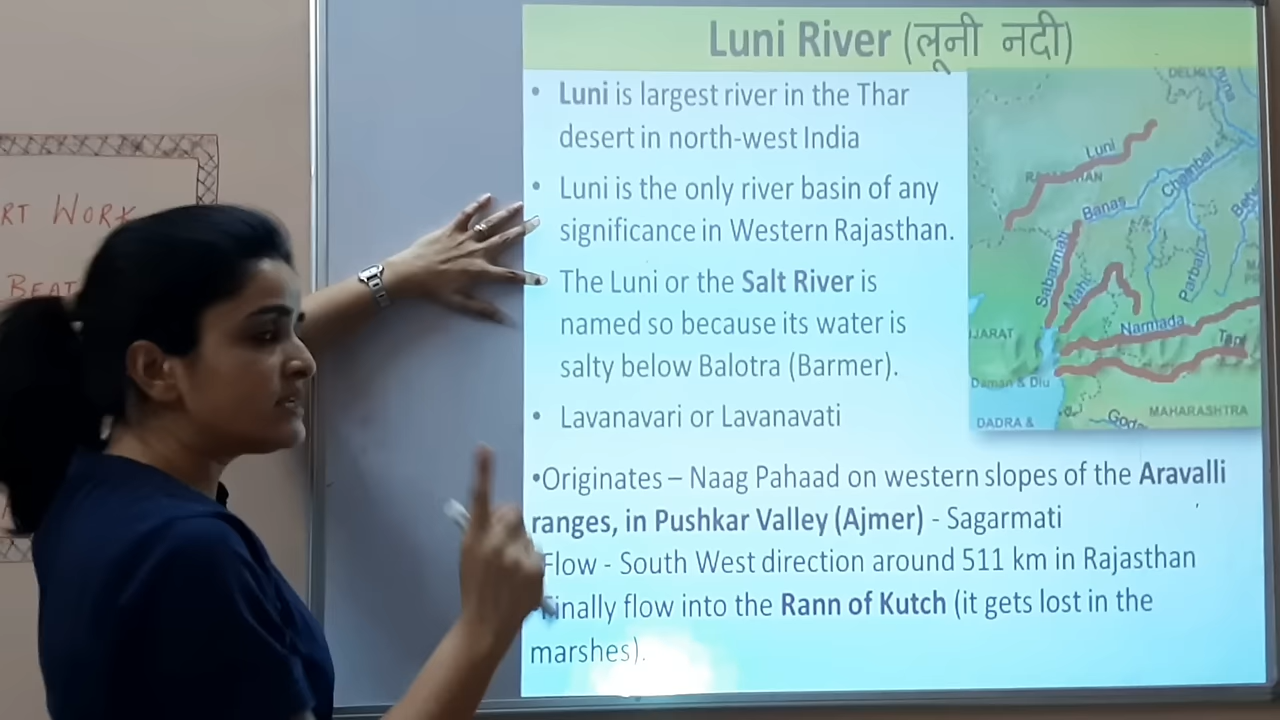 RT WORK
BEAT
Luni River (लूनी नदी)
• Luni is largest river in the Thar
desert in north-west India
• Luni is the only river basin of any
significance in Western Rajasthan.
The Luni or the Salt River is
named so because its water is
salty below Balotra (Barmer).
• Lavanavari or Lavanavati
•Originates – Naag Pahaad on western slopes of the Aravalli
ranges, in Pushkar Valley (Ajmer) - Sagarmati
Flow - South West direction around 511 km in Rajasthan
Finally flow into the Rann of Kutch (it gets lost in the
marshes).
DELHI
Luni
Chambal
Banas
Sabarmati
Mahi
Parbati
Narmada
Tapi
JARAT
Daman & Diu
DADRA &
MAHARASHTRA